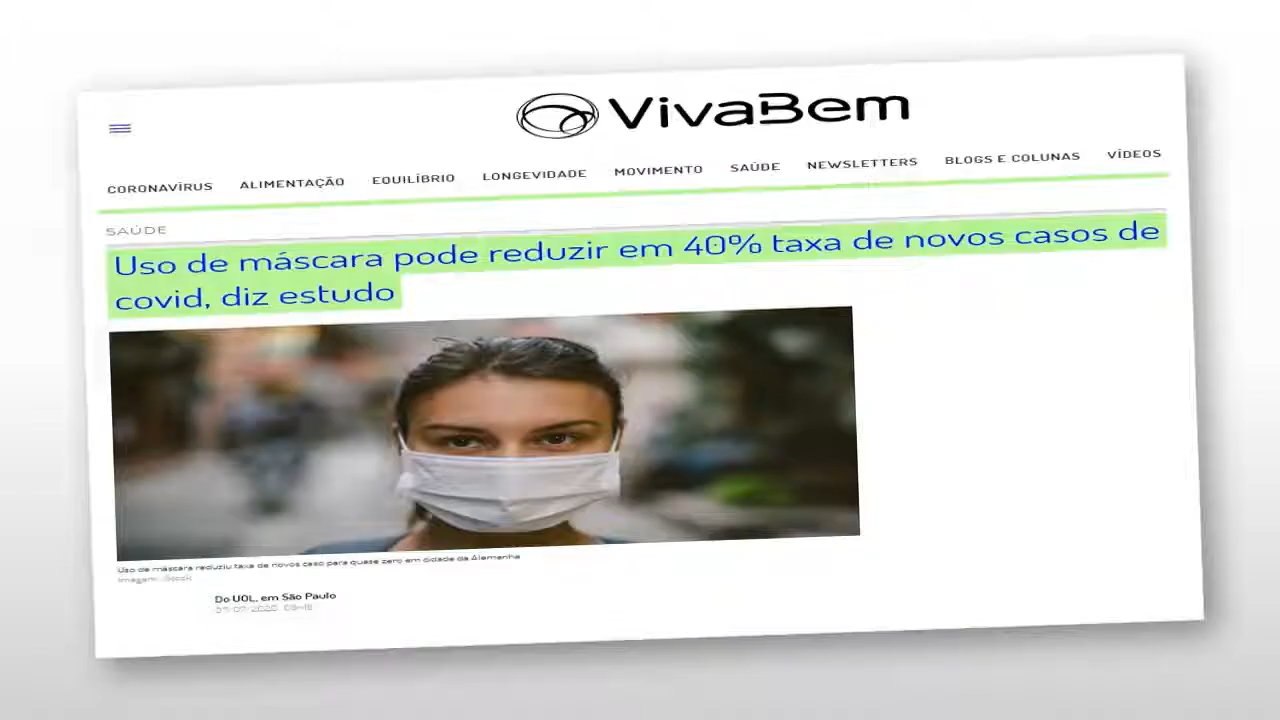 VivaBem
CORONAVÍRUS ALIMENTAÇÃO EQUILÍBRIO LONGEVIDADE MOVIMENTO SAÚDE NEWSLETTERS BLOGS E COLUNAS VÍDEOS
SAÚDE
Uso de máscara pode reduzir em 40% taxa de novos casos de
covid, diz estudo
Uso de máscara reduziu taxa de novos caso para quase zero em cidade da Alemanha
Imagem: iStock
Do UOL, em São Paulo